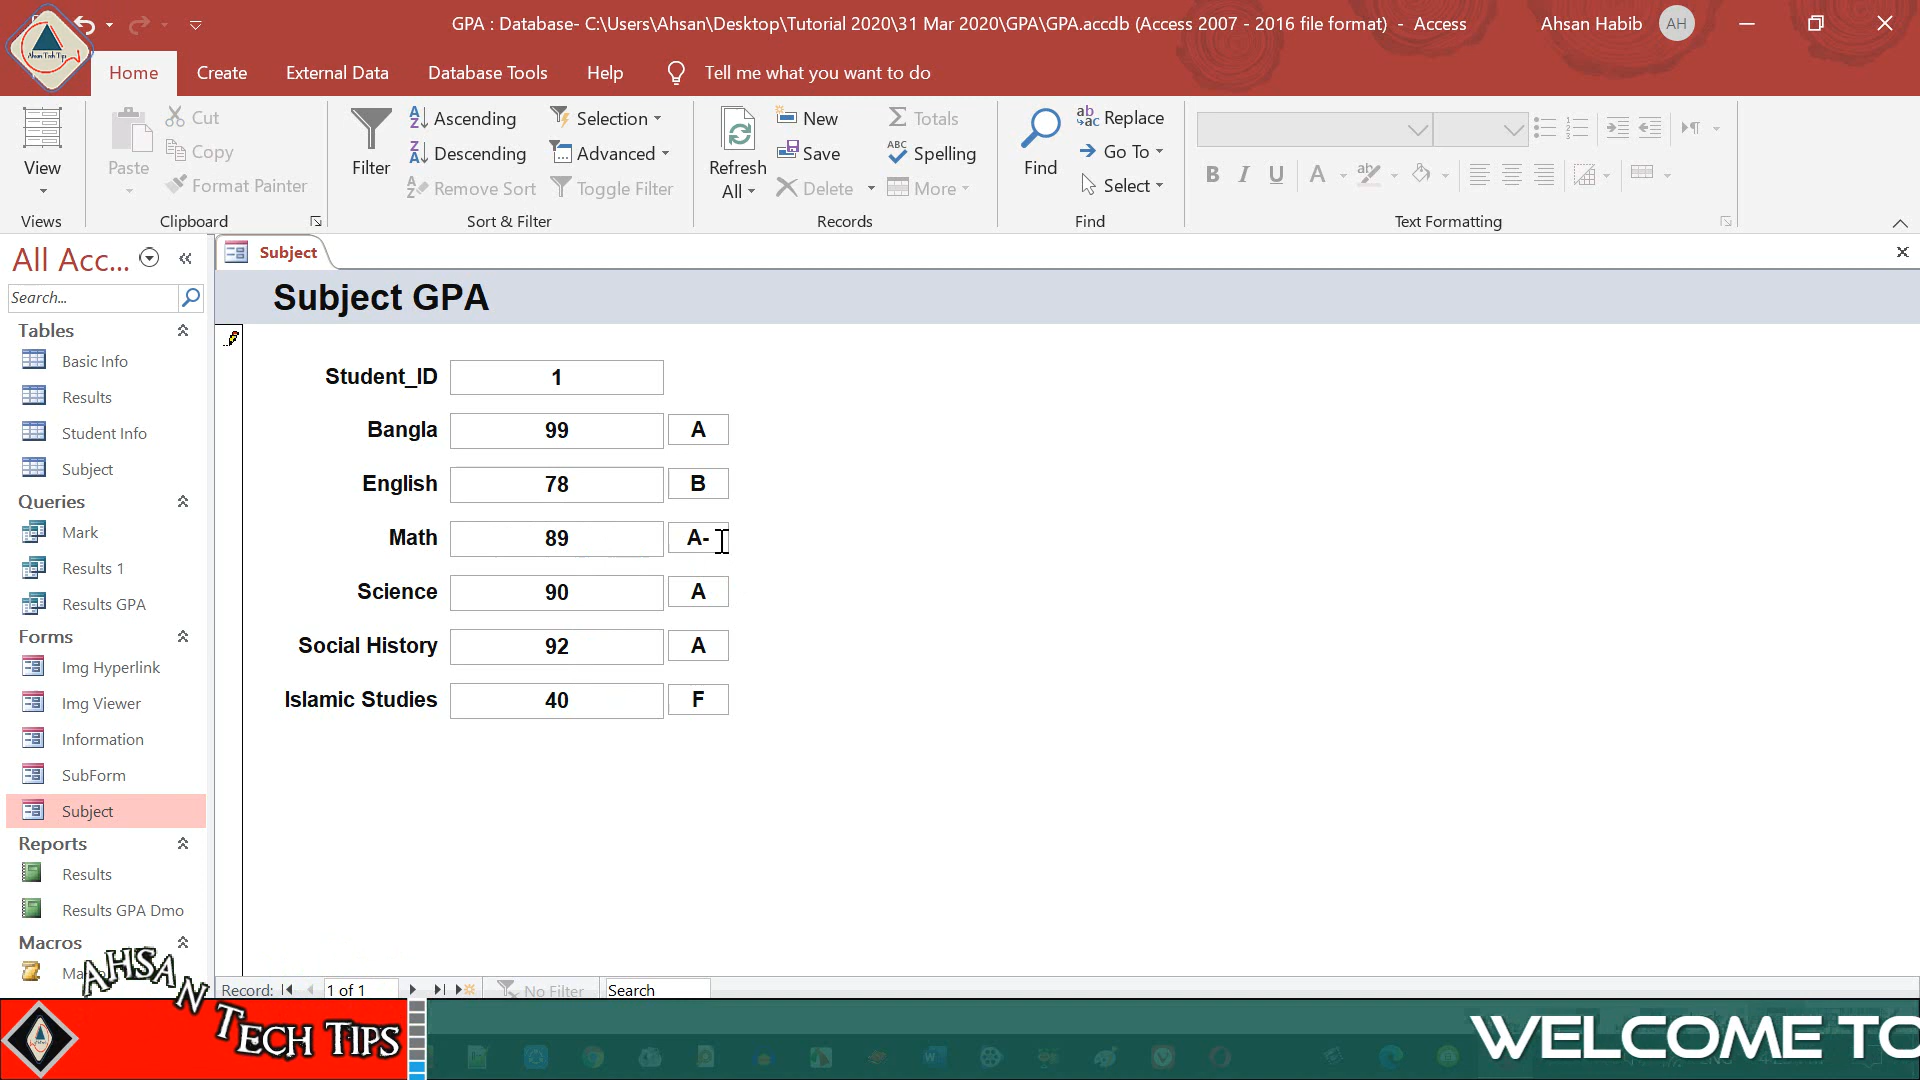 GPA : Database- C:\Users\Ahsan\Desktop\Tutorial 2020\31 Mar 2020\GPA\GPA.accdb (Access 2007 - 2016 file format) - Access
Ahsan Habib
AH
Ahsan Tech Tips
Home
Create
External Data
Database Tools
Help
Tell me what you want to do
View
Views
Paste
Cut
Copy
Format Painter
Clipboard
Filter
Ascending
Descending
Remove Sort
Selection
Advanced
Toggle Filter
Sort & Filter
Refresh
All
New
Save
Delete
Totals
Spelling
More
Records
Find
Replace
Go To
Select
Find
B I U A
Text Formatting
All Acc...
Search...
Tables
Basic Info
Results
Student Info
Subject
Queries
Mark
Results 1
Results GPA
Forms
Img Hyperlink
Img Viewer
Information
SubForm
Subject
Reports
Results
Results GPA Dmo
Macros
Subject
Subject GPA
Student_ID 1
Bangla 99 A
English 78 B
Math 89 A-
Science 90 A
Social History 92 A
Islamic Studies 40 F
Record: 1 of 1 No Filter Search
AHSAN TECH TIPS
WELCOME TO